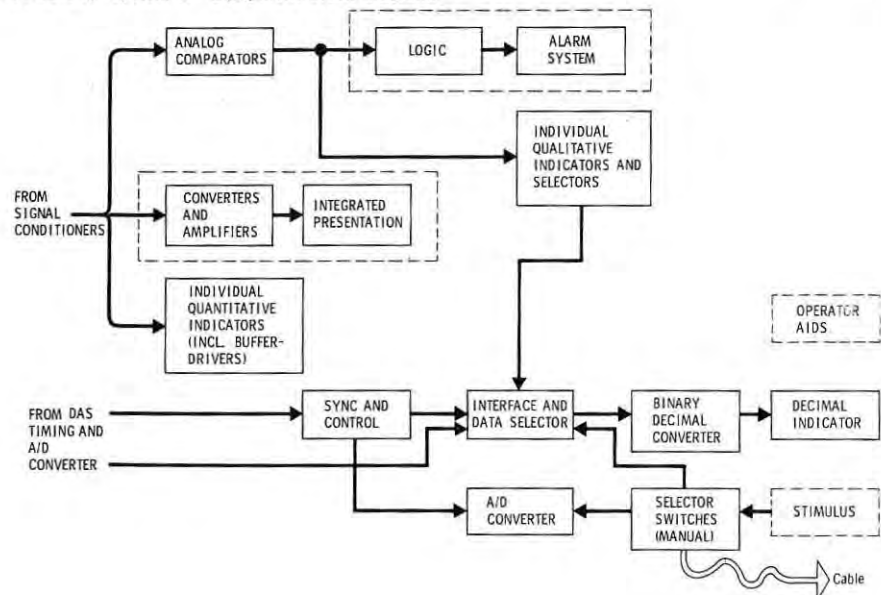 ANALOG
COMPARATORS
LOGIC
ALARM
SYSTEM
INDIVIDUAL
QUALITATIVE
INDICATORS AND
SELECTORS
FROM
SIGNAL
CONDITIONERS
CONVERTERS
AND
AMPLIFIERS
INTEGRATED
PRESENTATION
INDIVIDUAL
QUANTITATIVE
INDICATORS
(INCL. BUFFER-
DRIVERS)
OPERATOR
AIDS
FROM DAS
TIMING AND
A/D
CONVERTER
SYNC AND
CONTROL
INTERFACE AND
DATA SELECTOR
BINARY
DECIMAL
CONVERTER
DECIMAL
INDICATOR
A/D
CONVERTER
SELECTOR
SWITCHES
(MANUAL)
STIMULUS
Cable